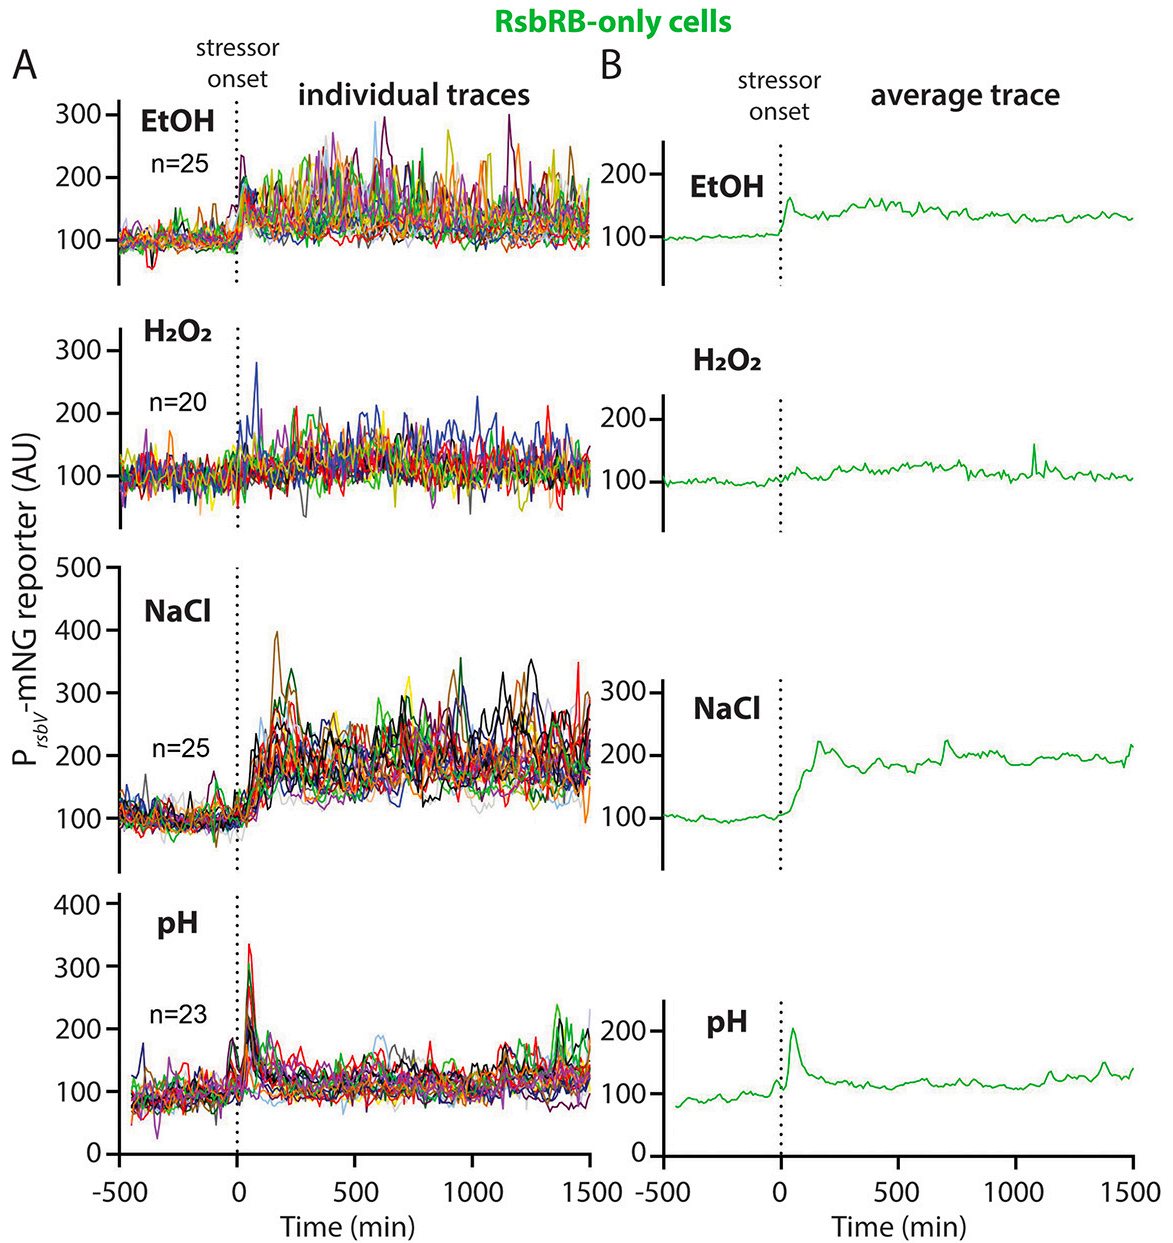 RsbRB-only cells
A
stressor
onset
individual traces
B
stressor
onset
average trace
EtOH
n=25
300
200
100
EtOH
200
100
H₂O₂
n=20
300
200
100
H₂O₂
200
100
PrsbV-mNG reporter (AU)
NaCl
n=25
500
400
300
200
100
NaCl
300
200
100
pH
n=23
400
300
200
100
0
-500
0
500
1000
1500
Time (min)
pH
200
100
0
-500
0
500
1000
1500
Time (min)